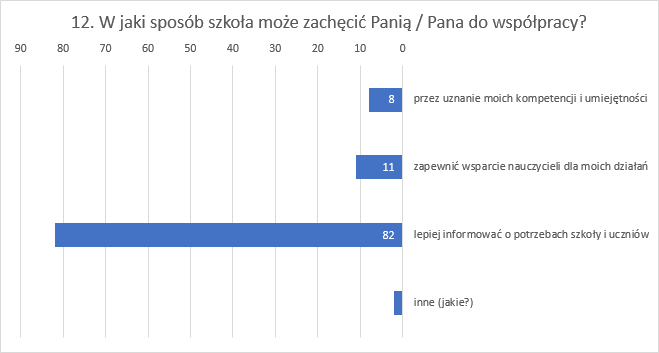 12. W jaki sposób szkoła może zachęcić Panią / Pana do współpracy?
90 80 70 60 50 40 30 20 10 0
8 przez uznanie moich kompetencji i umiejętności
11 zapewnić wsparcie nauczycieli dla moich działań
82 lepiej informować o potrzebach szkoły i uczniów
inne (jakie?)